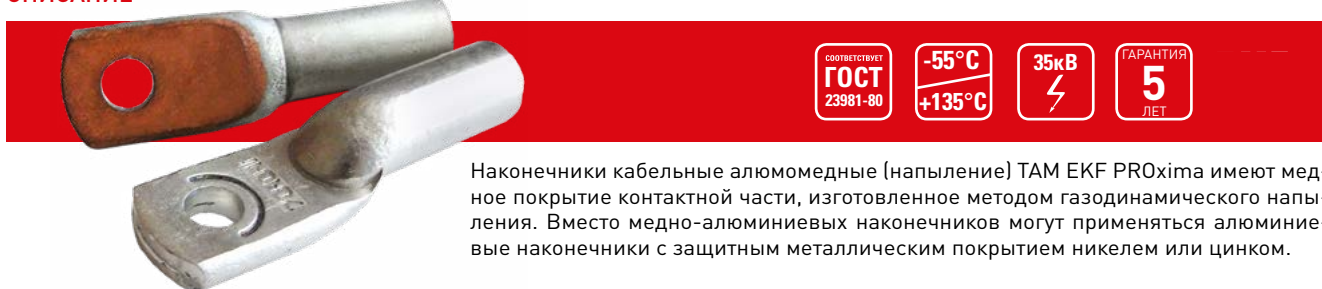 ОПИСАНИЕ
СООТВЕТСТВУЕТ
ГОСТ
23981-80
-55°C
+135°C
35кВ
ГАРАНТИЯ
5
ЛЕТ
Наконечники кабельные алюмомедные (напыление) ТАМ EKF PROxima имеют мед-
ное покрытие контактной части, изготовленное методом газодинамического напы-
ления. Вместо медно-алюминиевых наконечников могут применяться алюминие-
вые наконечники с защитным металлическим покрытием никелем или цинком.